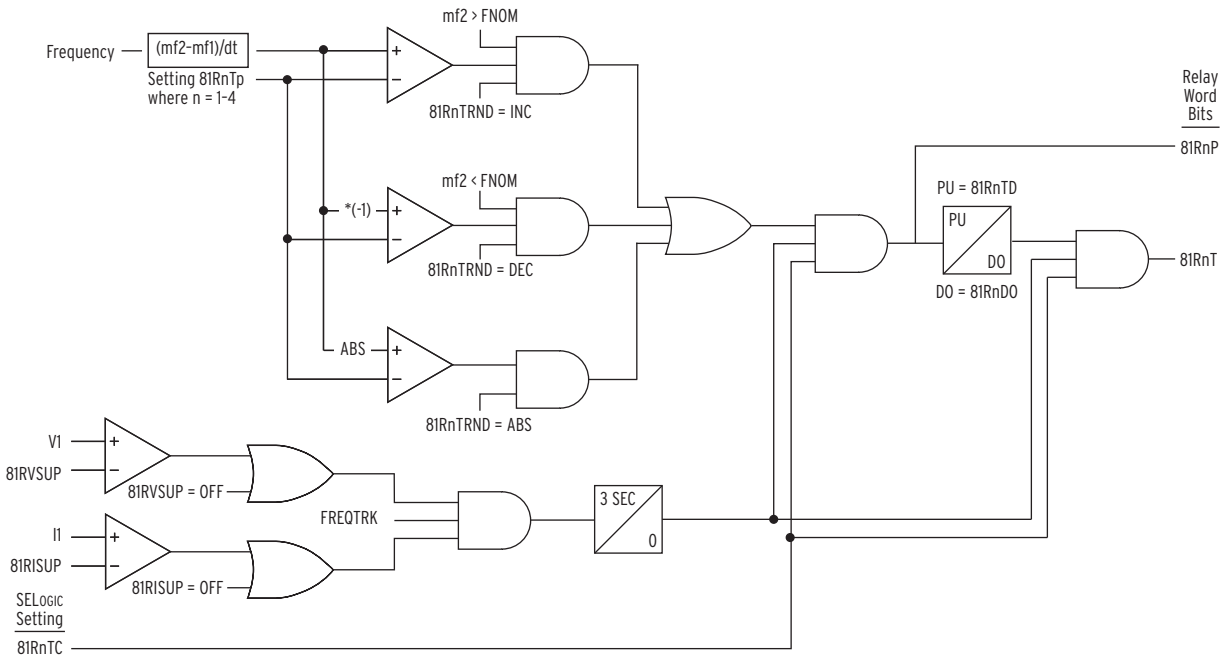 mf2 > FNOM
Frequency
(mf2-mf1)/dt
+
Setting 81RnTp
where n = 1-4
–
81RnTRND = INC
Relay
Word
Bits
81RnP
mf2 < FNOM
*(-1)
+
–
81RnTRND = DEC
PU = 81RnTD
PU
DO
DO = 81RnDO
81RnT
ABS
+
–
81RnTRND = ABS
V1
+
81RVSUP
–
81RVSUP = OFF
FREQTRK
3 SEC
0
I1
+
81RISUP
–
81RISUP = OFF
SELOGIC
Setting
81RnTC